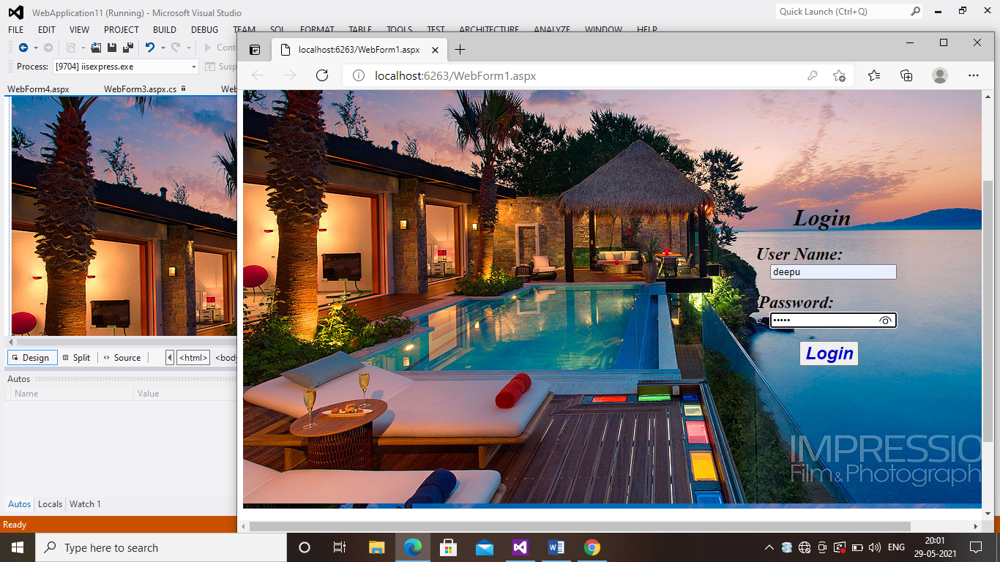 WebApplication11 (Running) - Microsoft Visual Studio
Quick Launch (Ctrl+Q)
FILE EDIT VIEW PROJECT BUILD DEBUG TEAM SQL FORMAT TABLE TOOLS TEST ARCHITECTURE ANALYZE WINDOW HELP
Process: [9704] iisexpress.exe
WebForm4.aspx WebForm3.aspx.cs
localhost:6263/WebForm1.aspx
localhost:6263/WebForm1.aspx
Login
User Name:
deepu
Password:
•••••
Login
IMPRESSIO
Film & Photograph
Design Split Source <html> <body
Autos
Name Value
Autos Locals Watch 1
Ready
Type here to search
ENG
20:01
29-05-2021